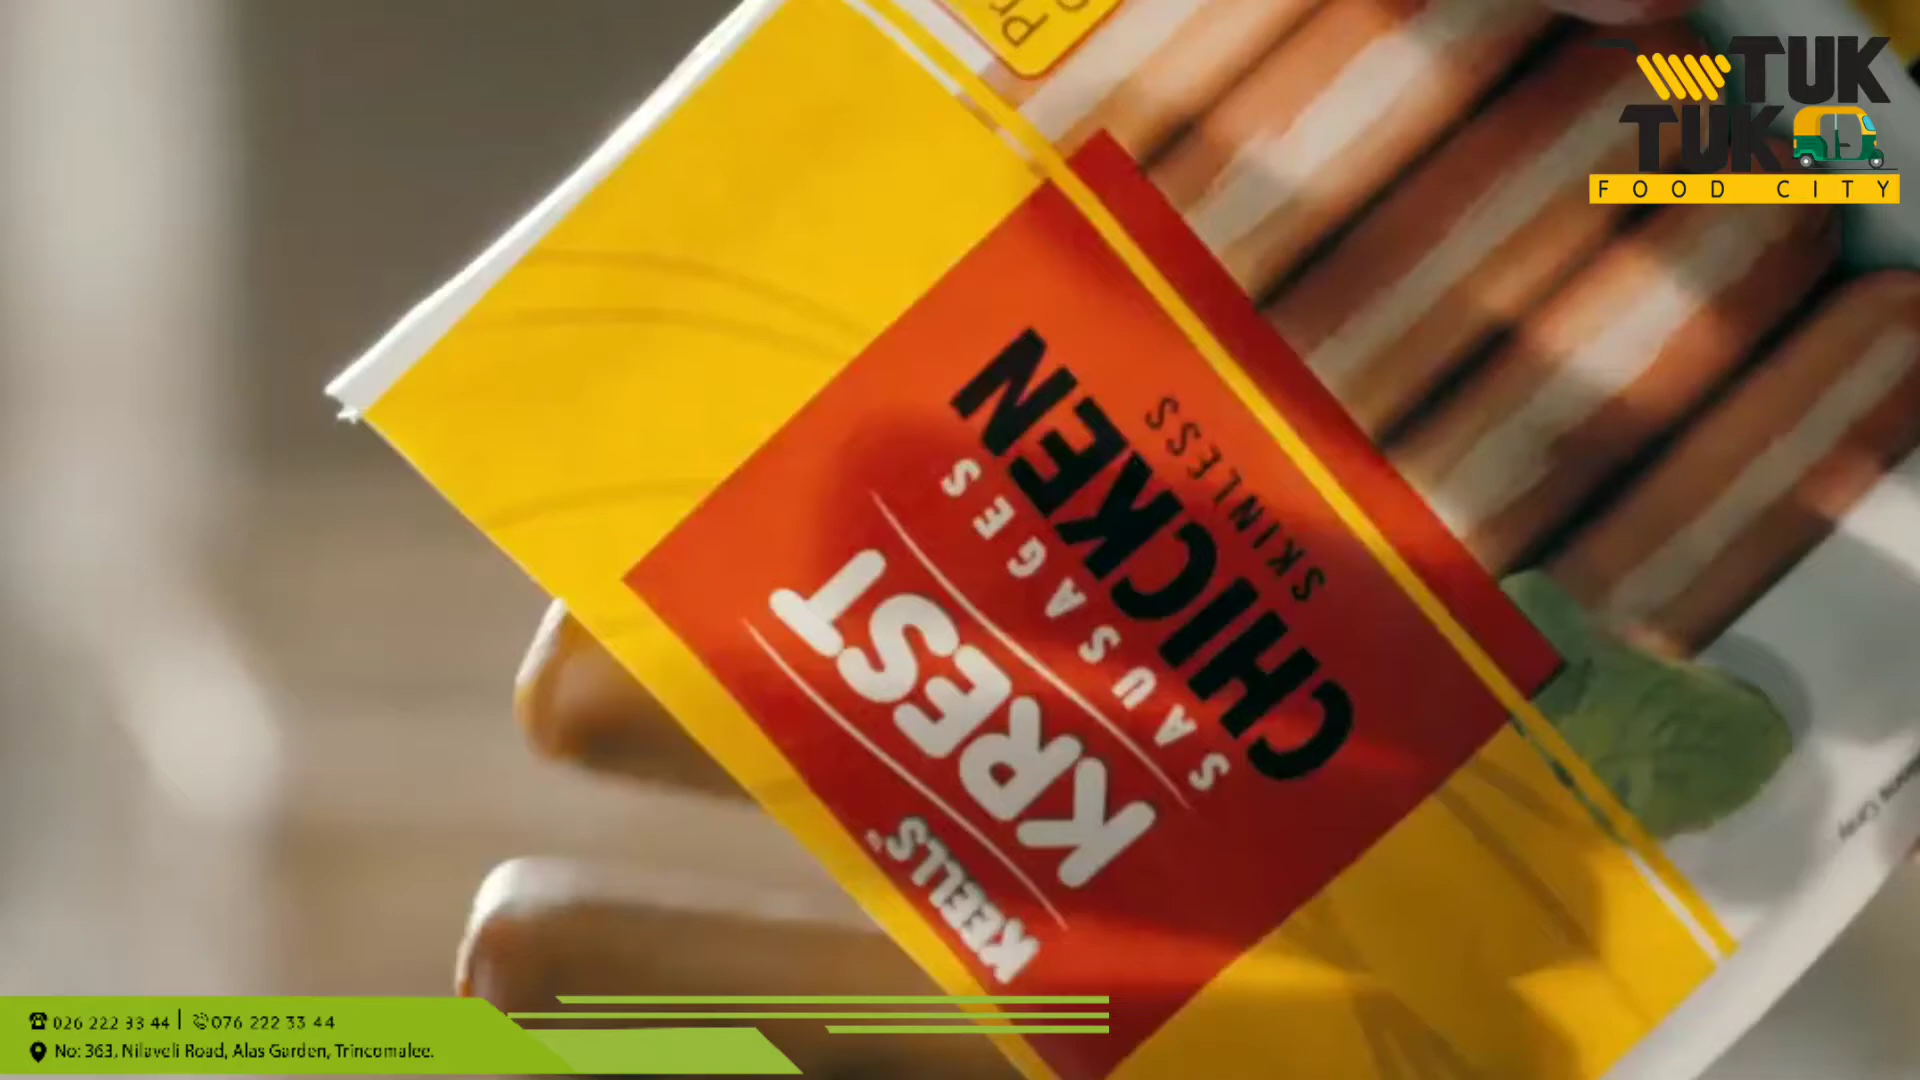 TUK
TUK
FOOD CITY
KEELLS™
KREST
SAUSAGES
CHICKEN
SKINLESS
026 222 33 44 | 076 222 33 44
No: 363, Nilaveli Road, Alas Garden, Trincomalee.